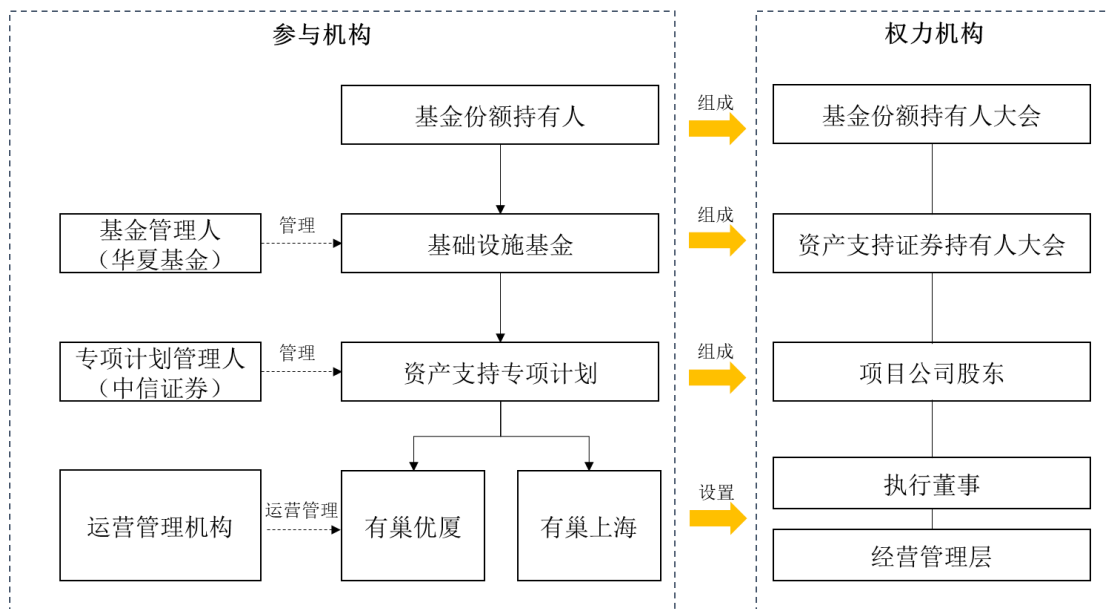 参与机构
权力机构
基金份额持有人
组成
基金份额持有人大会
基金管理人
（华夏基金）
管理
基础设施基金
组成
资产支持证券持有人大会
专项计划管理人
（中信证券）
管理
资产支持专项计划
组成
项目公司股东
运营管理机构
运营管理
有巢优厦
有巢上海
设置
执行董事
经营管理层